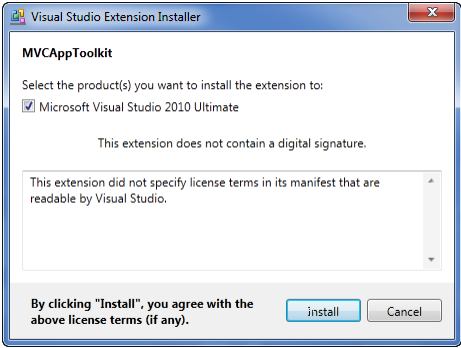 Visual Studio Extension Installer
MVCAppToolkit
Select the product(s) you want to install the extension to:
Microsoft Visual Studio 2010 Ultimate
This extension does not contain a digital signature.
This extension did not specify license terms in its manifest that are
readable by Visual Studio.
By clicking "Install", you agree with the
above license terms (if any).
Install
Cancel